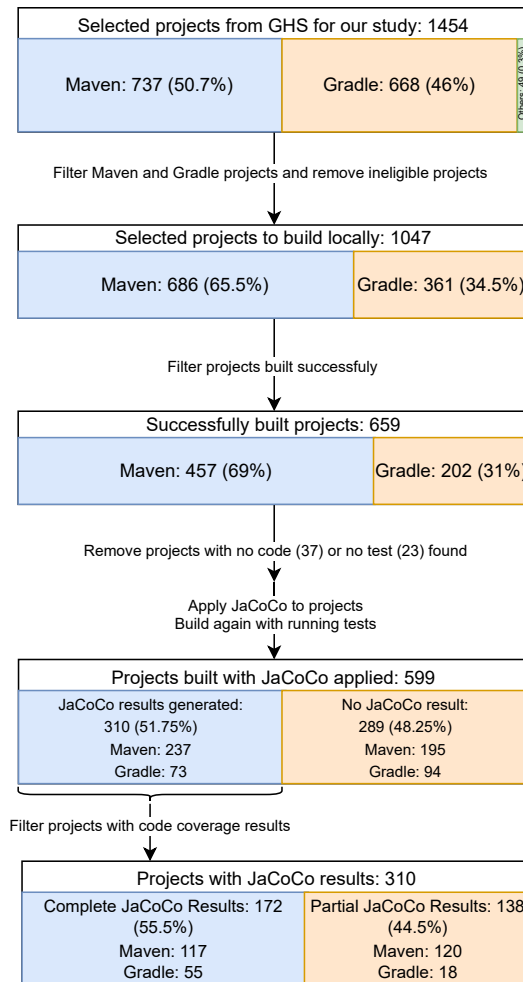 Selected projects from GHS for our study: 1454
Maven: 737 (50.7%)
Gradle: 668 (46%)
Others: 49 (0.3%)
Filter Maven and Gradle projects and remove ineligible projects
Selected projects to build locally: 1047
Maven: 686 (65.5%)
Gradle: 361 (34.5%)
Filter projects built successfuly
Successfully built projects: 659
Maven: 457 (69%)
Gradle: 202 (31%)
Remove projects with no code (37) or no test (23) found
Apply JaCoCo to projects
Build again with running tests
Projects built with JaCoCo applied: 599
JaCoCo results generated:
310 (51.75%)
Maven: 237
Gradle: 73
No JaCoCo result:
289 (48.25%)
Maven: 195
Gradle: 94
Filter projects with code coverage results
Projects with JaCoCo results: 310
Complete JaCoCo Results: 172
(55.5%)
Maven: 117
Gradle: 55
Partial JaCoCo Results: 138
(44.5%)
Maven: 120
Gradle: 18